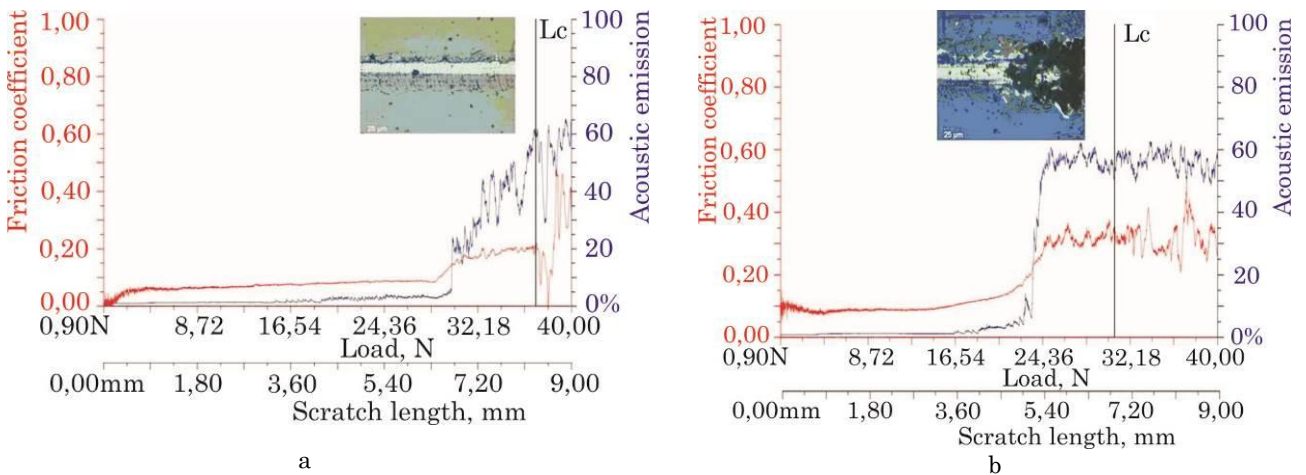 1,00
0,80
0,60
0,40
0,20
0,00
Friction coefficient
100
80
60
40
20
0%
Acoustic emission
Lc
25 µm
0,90N 8,72 16,54 24,36 32,18 40,00
Load, N
0,00mm 1,80 3,60 5,40 7,20 9,00
Scratch length, mm
a
1,00
0,80
0,60
0,40
0,20
0,00
Friction coefficient
100
80
60
40
20
0%
Acoustic emission
Lc
25 µm
0,90N 8,72 16,54 24,36 32,18 40,00
Load, N
0,00mm 1,80 3,60 5,40 7,20 9,00
Scratch length, mm
b